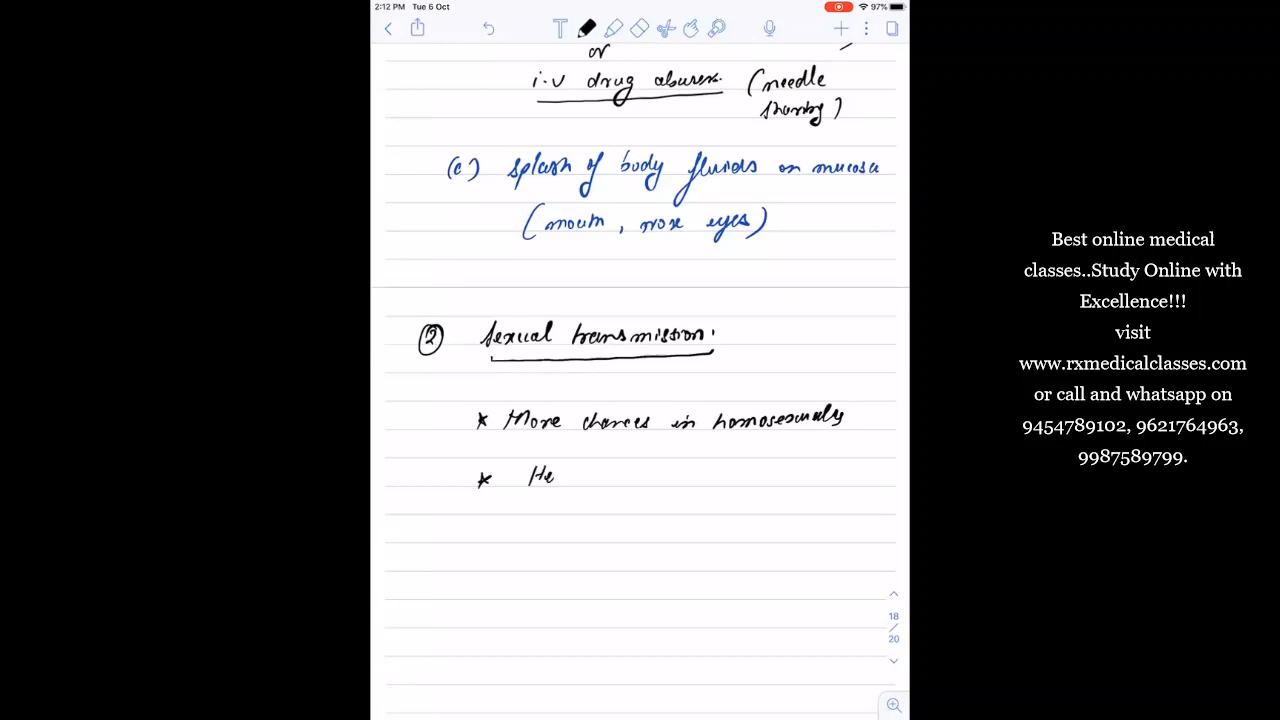 2:12 PM Tue 6 Oct
97%
or
i.v drug abusers. (needle
sharing)
(c) splash of body fluids on mucosa
(mouth, nose eyes)
② Sexual transmission.
* More chances in homosexuals
* He
18
/
20
Best online medical
classes..Study Online with
Excellence!!!
visit
www.rxmedicalclasses.com
or call and whatsapp on
9454789102, 9621764963,
9987589799.